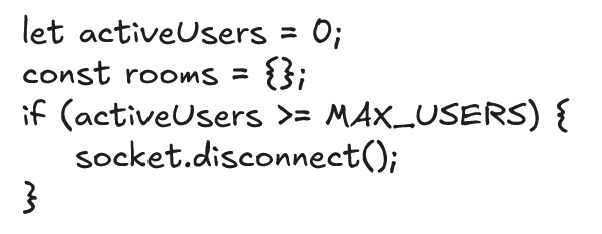 let activeUsers = 0;
const rooms = {};
if (activeUsers >= MAX_USERS) {
    socket.disconnect();
}